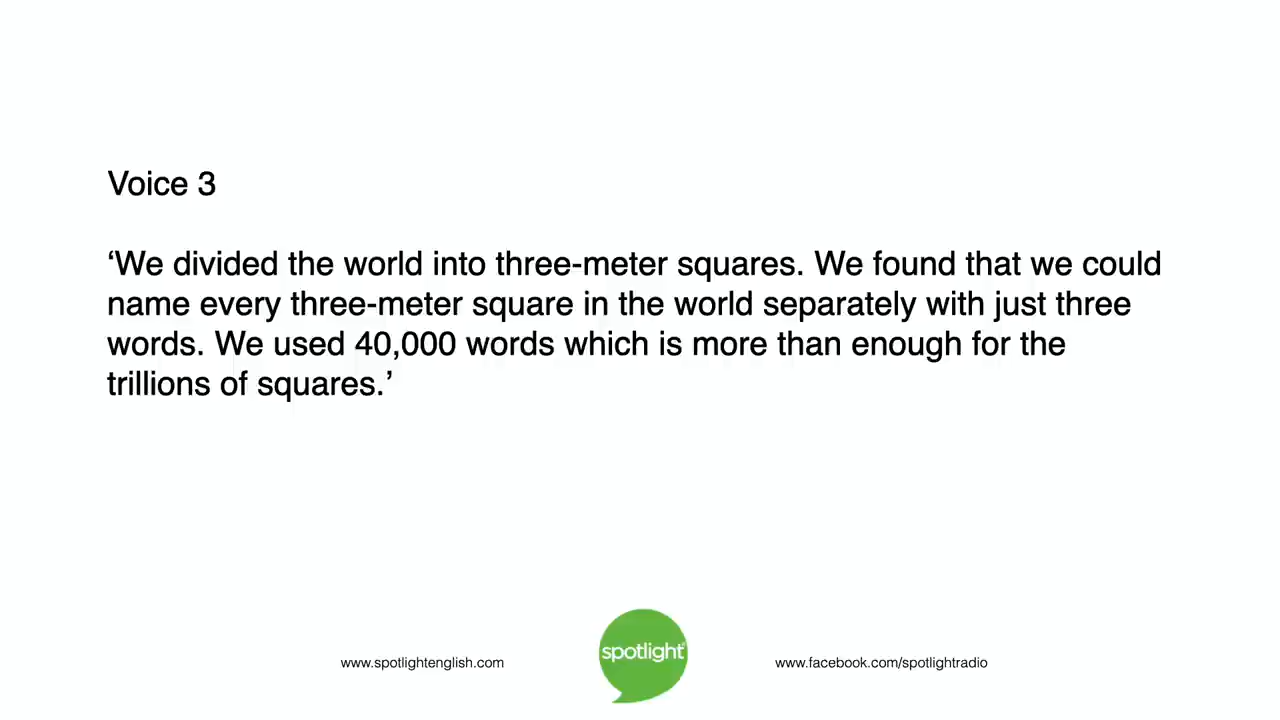 Voice 3
‘We divided the world into three-meter squares. We found that we could
name every three-meter square in the world separately with just three
words. We used 40,000 words which is more than enough for the
trillions of squares.’
www.spotlightenglish.com
spotlight
www.facebook.com/spotlightradio